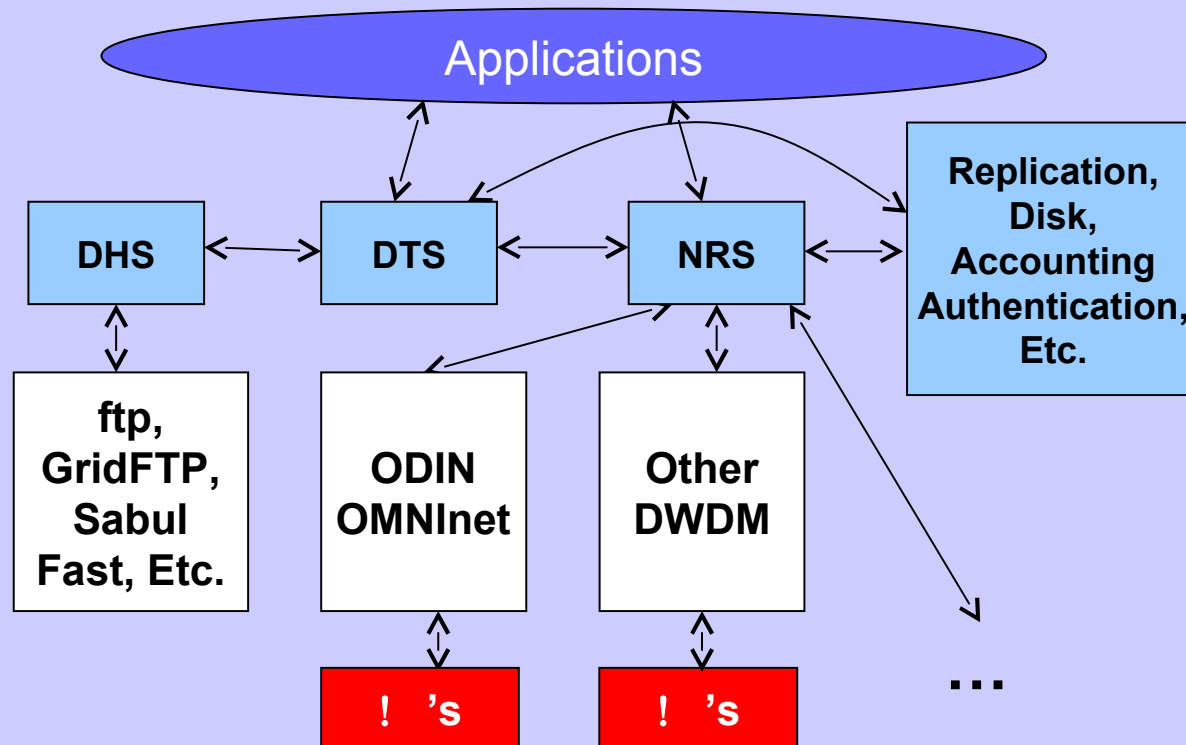 Applications
DHS
DTS
NRS
Replication,
Disk,
Accounting
Authentication,
Etc.
ftp,
GridFTP,
Sabul
Fast, Etc.
ODIN
OMNInet
Other
DWDM
...
! ’s
! ’s